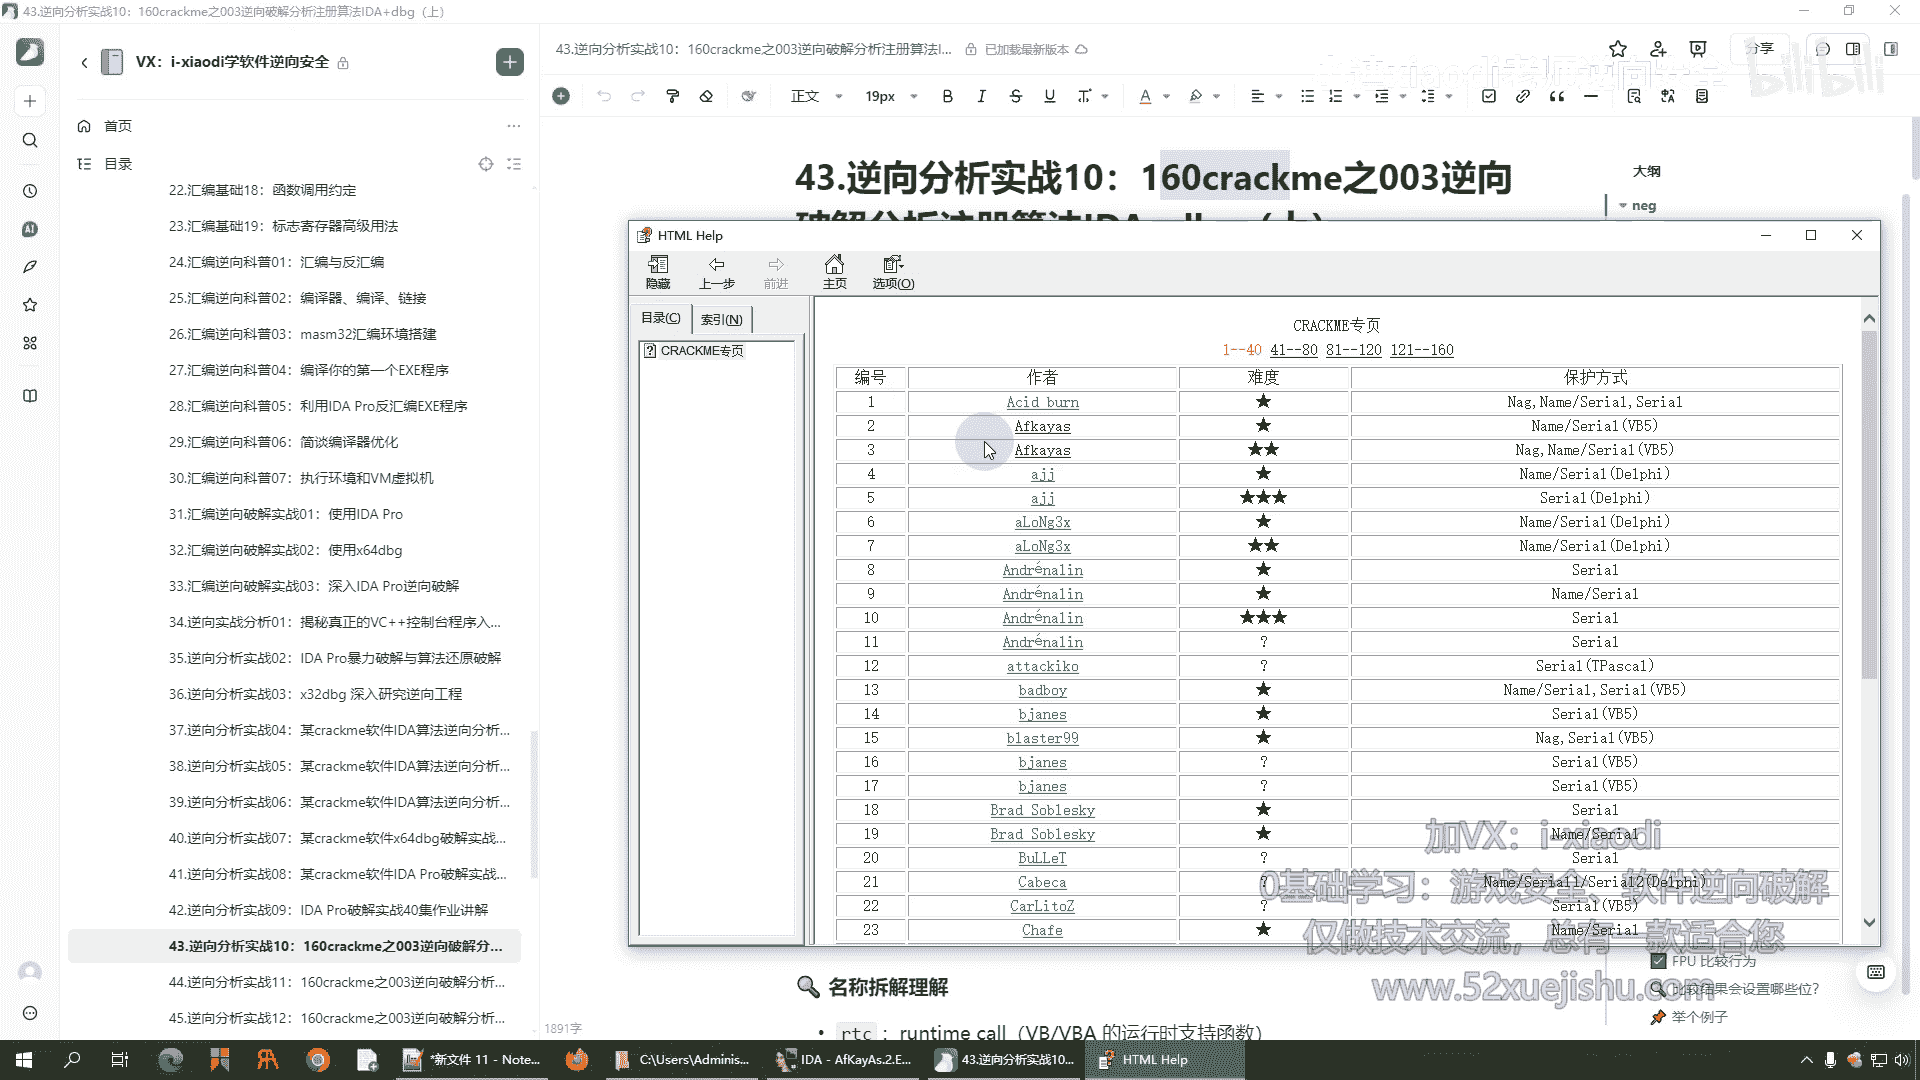 43.逆向分析实战10：160crackme之003逆向破解分析注册算法IDA+dbg（上）
VX：i-xiaodi学软件逆向安全
首页
目录
22.汇编基础18：函数调用约定
23.汇编基础19：标志寄存器高级用法
24.汇编逆向科普01：汇编与反汇编
25.汇编逆向科普02：编译器、编译、链接
26.汇编逆向科普03：masm32汇编环境搭建
27.汇编逆向科普04：编译你的第一个EXE程序
28.汇编逆向科普05：利用IDA Pro反汇编EXE程序
29.汇编逆向科普06：简谈编译器优化
30.汇编逆向科普07：执行环境和VM虚拟机
31.汇编逆向破解实战01：使用IDA Pro
32.汇编逆向破解实战02：使用x64dbg
33.汇编逆向破解实战03：深入IDA Pro逆向破解
34.逆向实战分析01：揭秘真正的VC++控制台程序入...
35.逆向分析实战02：IDA Pro暴力破解与算法还原破解
36.逆向分析实战03：x32dbg 深入研究逆向工程
37.逆向分析实战04：某crackme软件IDA算法逆向分析...
38.逆向分析实战05：某crackme软件IDA算法逆向分析...
39.逆向分析实战06：某crackme软件IDA算法逆向分析...
40.逆向分析实战07：某crackme软件x64dbg破解实战...
41.逆向分析实战08：某crackme软件IDA Pro破解实战...
42.逆向分析实战09：IDA Pro破解实战40集作业讲解
43.逆向分析实战10：160crackme之003逆向破解分...
44.逆向分析实战11：160crackme之003逆向破解分析...
45.逆向分析实战12：160crackme之003逆向破解分析...
43.逆向分析实战10：160crackme之003逆向破解分析注册算法I... 已加载最新版本
分享
bilibili
正文 19px
43.逆向分析实战10：160crackme之003逆向
破解分析注册算法IDA+dbg（上）
大纲
neg
HTML Help
隐藏 上一步 前进 主页 选项(O)
目录(C) 索引(N)
CRACKME专页
CRACKME专页
1--40 41--80 81--120 121--160
编号 作者 难度 保护方式
1 Acid burn ★ Nag,Name/Serial,Serial
2 Afkayas ★ Name/Serial(VB5)
3 Afkayas ★★ Nag,Name/Serial(VB5)
4 ajj ★ Name/Serial(Delphi)
5 ajj ★★★ Serial(Delphi)
6 aLoNg3x ★ Name/Serial(Delphi)
7 aLoNg3x ★★ Name/Serial(Delphi)
8 Andrénalin ★ Serial
9 Andrénalin ★ Name/Serial
10 Andrénalin ★★★ Serial
11 Andrénalin ? Serial
12 attackiko ? Serial(TPascal)
13 badboy ★ Name/Serial,Serial(VB5)
14 bjanes ★ Serial(VB5)
15 blaster99 ★ Nag,Serial(VB5)
16 bjanes ? Serial(VB5)
17 bjanes ? Serial(VB5)
18 Brad Soblesky ★ Serial
19 Brad Soblesky ★ Name/Serial
20 BuLLeT ? Serial
21 Cabeca ? Name/Serial1/Serial2(Delphi)
22 CarLitoZ ? Serial(VB5)
23 Chafe ★ Name/Serial
加VX：i-xiaodi
0基础学习：游戏安全、软件逆向破解
仅做技术交流，总有一款适合您
www.52xuejishu.com
FPU 比较行为
比较结果会设置哪些位？
举个例子
名称拆解理解
• rtc ：runtime call（VB/VBA 的运行时支持函数）
1891字
*新文件 11 - Note...
C:\Users\Adminis...
IDA - AfKayAs.2.E...
43.逆向分析实战10...
HTML Help